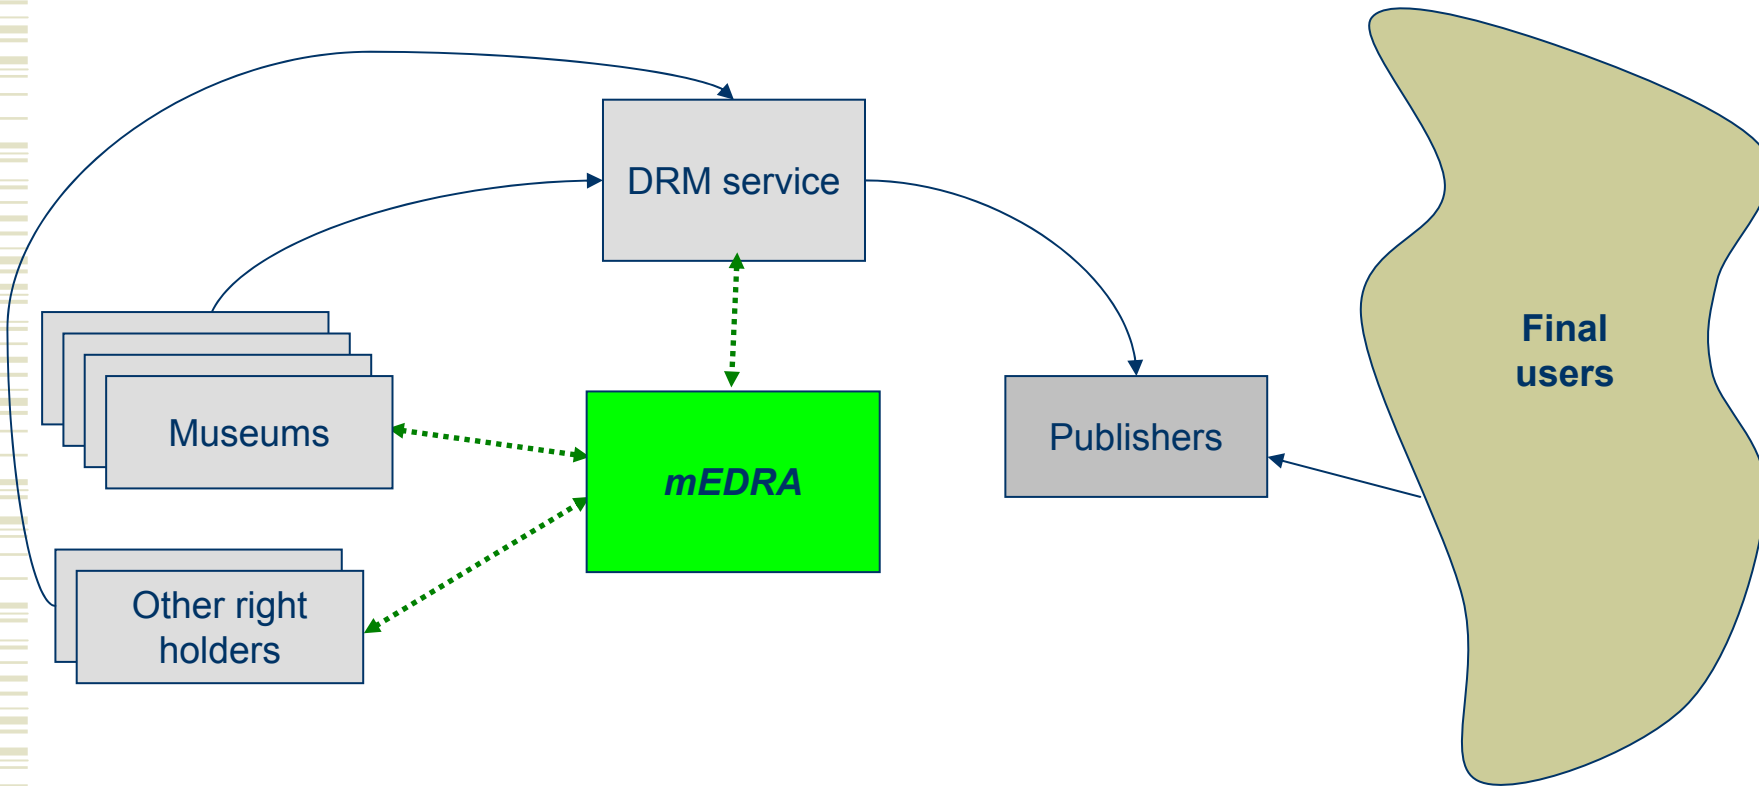 DRM service
Final
users
Museums
Publishers
mEDRA
Other right
holders